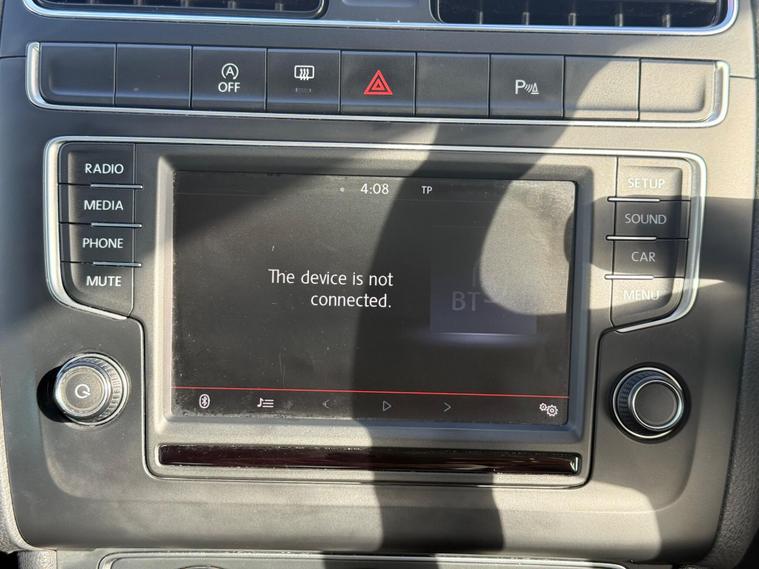 A
OFF
P
RADIO
MEDIA
PHONE
MUTE
4:08 TP
The device is not
connected.
BT-
SETUP
SOUND
CAR
MENU